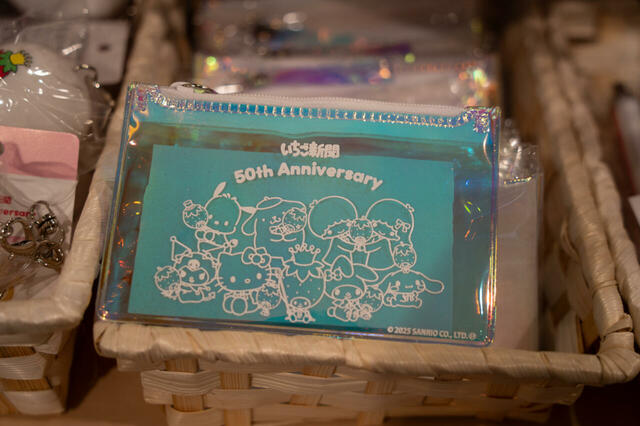 いちご新聞
50th Anniversary
© 2025 SANRIO CO., LTD.